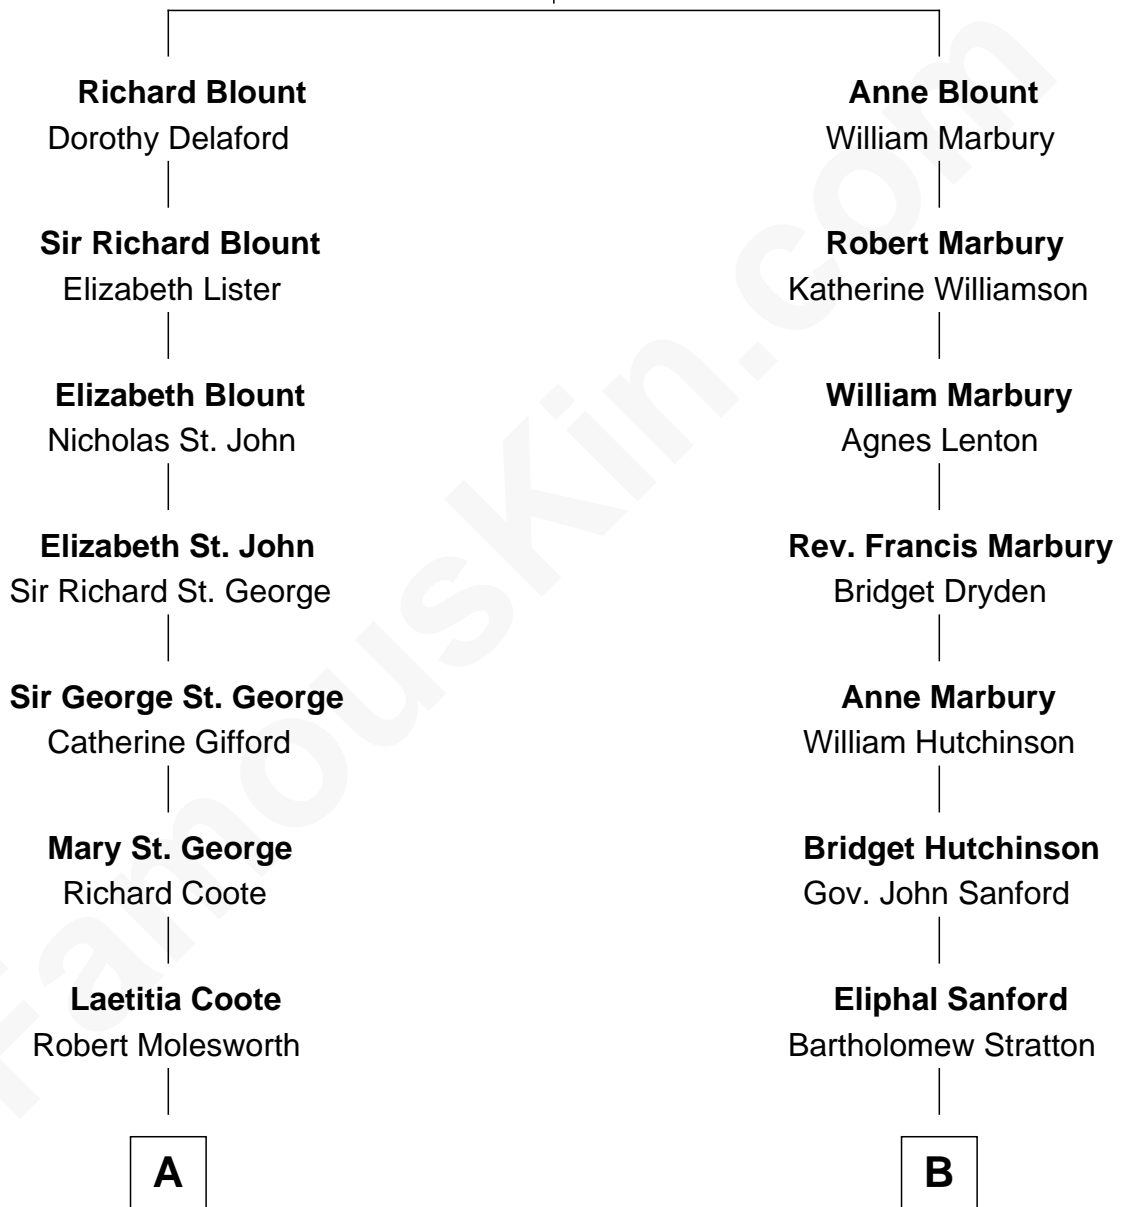 Richard Blount
Dorothy Delaford
Sir Richard Blount
Elizabeth Lister
Elizabeth Blount
Nicholas St. John
Elizabeth St. John
Sir Richard St. George
Sir George St. George
Catherine Gifford
Mary St. George
Richard Coote
Laetitia Coote
Robert Molesworth
A
Anne Blount
William Marbury
Robert Marbury
Katherine Williamson
William Marbury
Agnes Lenton
Rev. Francis Marbury
Bridget Dryden
Anne Marbury
William Hutchinson
Bridget Hutchinson
Gov. John Sanford
Eliphal Sanford
Bartholomew Stratton
B
FamousKin.com